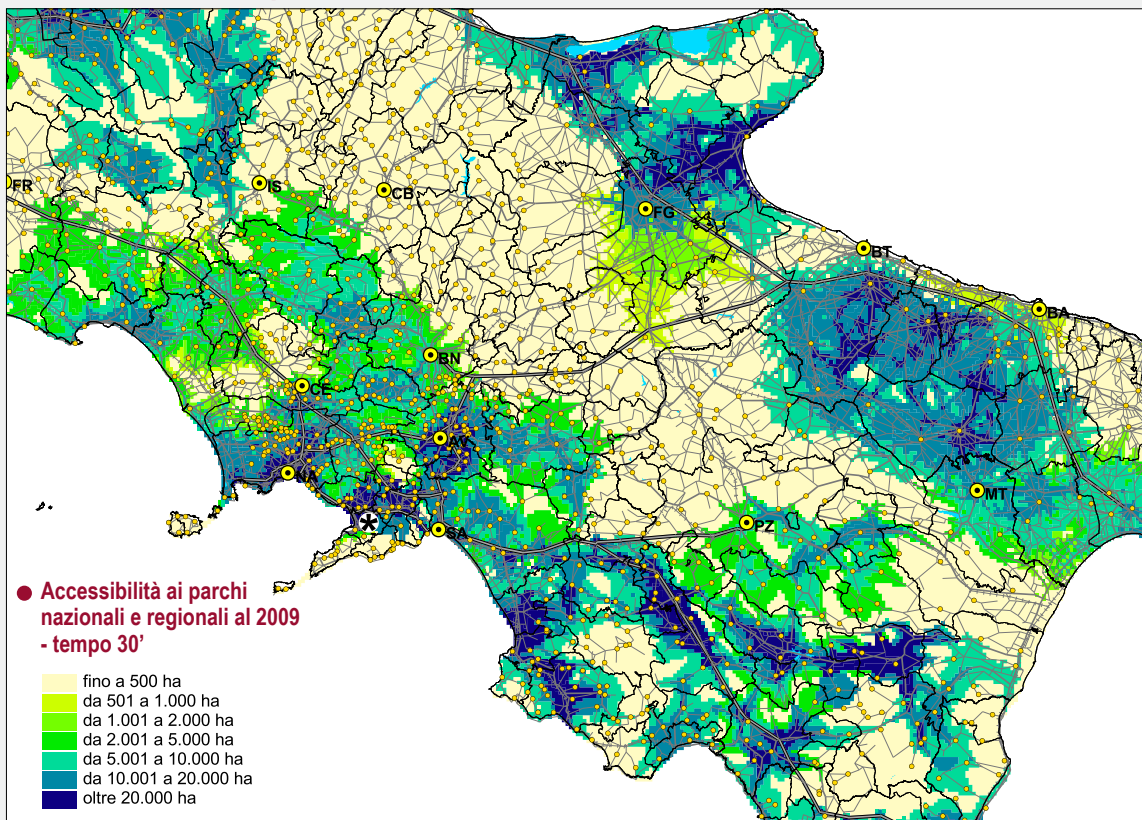 FR
IS
CB
FG
BT
BA
BN
CE
AV
NA
MT
SA
PZ
*
Accessibilità ai parchi
nazionali e regionali al 2009
- tempo 30’
fino a 500 ha
da 501 a 1.000 ha
da 1.001 a 2.000 ha
da 2.001 a 5.000 ha
da 5.001 a 10.000 ha
da 10.001 a 20.000 ha
oltre 20.000 ha